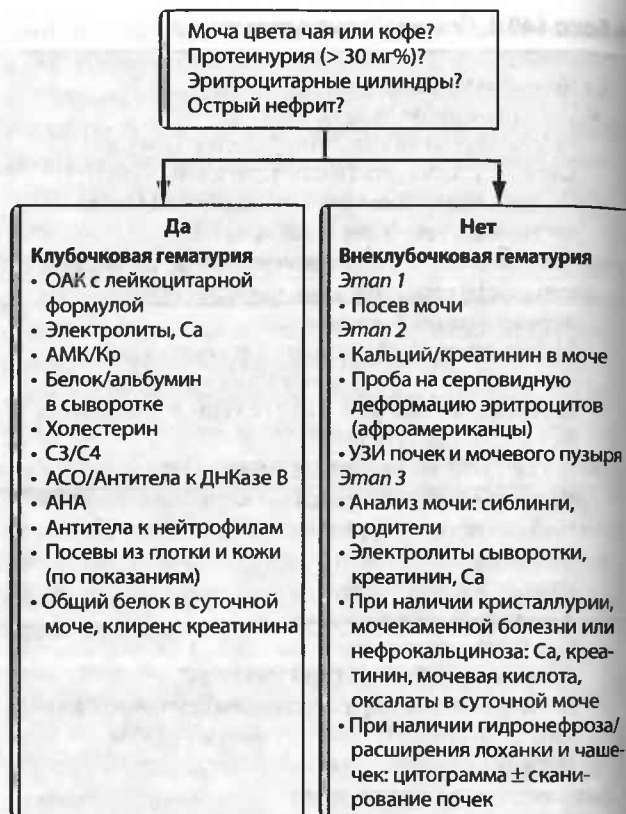 Моча цвета чая или кофе?
Протеинурия (> 30 мг%)?
Эритроцитарные цилиндры?
Острый нефрит?
Да
Клубочковая гематурия
• ОАК с лейкоцитарной
формулой
• Электролиты, Са
• АМК/Кр
• Белок/альбумин
в сыворотке
• Холестерин
• С3/С4
• АСО/Антитела к ДНКазе В
• АНА
• Антитела к нейтрофилам
• Посевы из глотки и кожи
(по показаниям)
• Общий белок в суточной
моче, клиренс креатинина
Нет
Внеклубочковая гематурия
Этап 1
• Посев мочи
Этап 2
• Кальций/креатинин в моче
• Проба на серповидную
деформацию эритроцитов
(афроамериканцы)
• УЗИ почек и мочевого пузыря
Этап 3
• Анализ мочи: сиблинги,
родители
• Электролиты сыворотки,
креатинин, Са
• При наличии кристаллурии,
мочекаменной болезни или
нефрокальциноза: Са, креа-
тинин, мочевая кислота,
оксалаты в суточной моче
• При наличии гидронефроза/
расширения лоханки и чаше-
чек: цитограмма ± скани-
рование почек